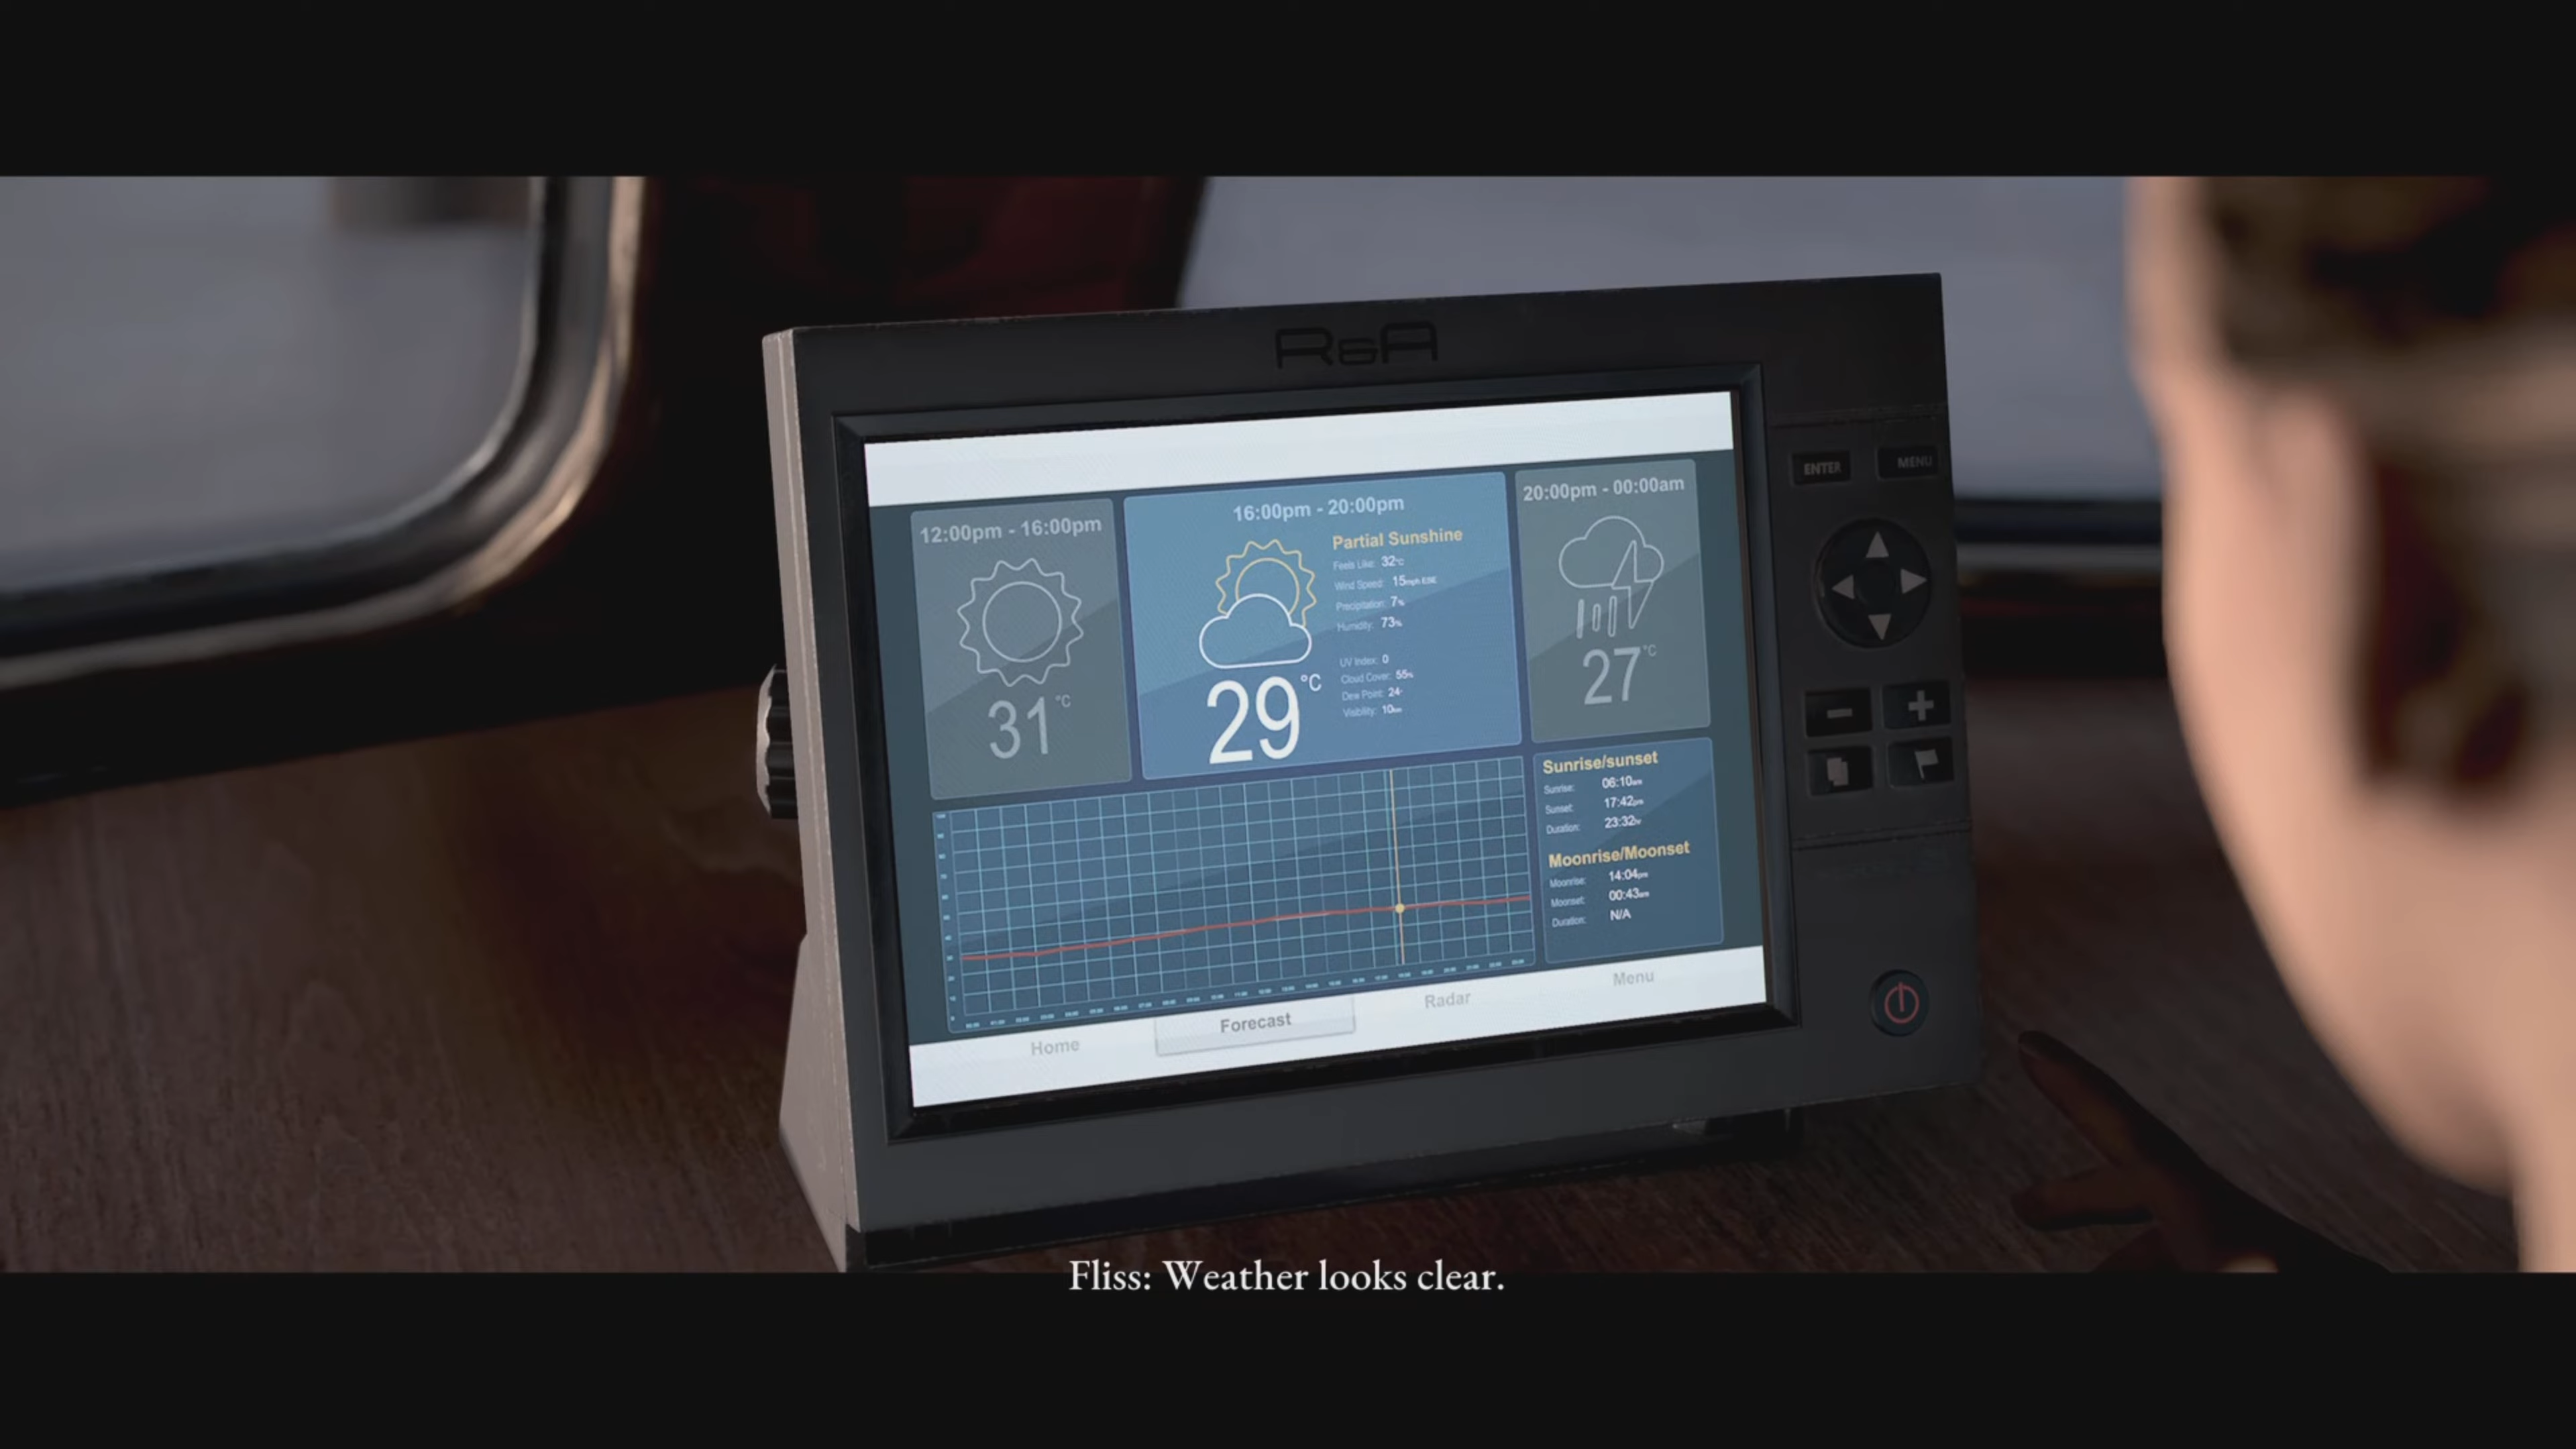 R&A
ENTER
MENU
12:00pm - 16:00pm
31°C
16:00pm - 20:00pm
Partial Sunshine
Feels Like: 32°C
Wind Speed: 15mph ESE
Precipitation: 7%
Humidity: 73%
UV Index: 0
Cloud Cover: 55%
Dew Point: 24°
Visibility: 10km
29°C
20:00pm - 00:00am
27°C
Sunrise/sunset
Sunrise: 06:10am
Sunset: 17:42pm
Duration: 23:32hr
Moonrise/Moonset
Moonrise: 14:04pm
Moonset: 00:43am
Duration: N/A
Home
Forecast
Radar
Menu
Fliss: Weather looks clear.